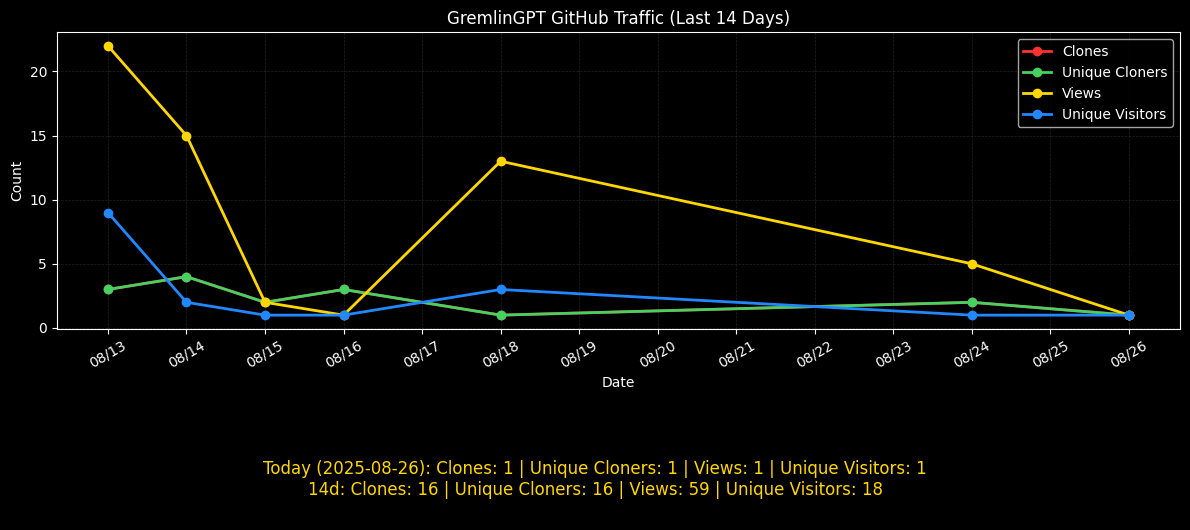 GremlinGPT GitHub Traffic (Last 14 Days)
Clones
Unique Cloners
Views
Unique Visitors
Count
20
15
10
5
0
08/13
08/14
08/15
08/16
08/17
08/18
08/19
08/20
08/21
08/22
08/23
08/24
08/25
08/26
Date
Today (2025-08-26): Clones: 1 | Unique Cloners: 1 | Views: 1 | Unique Visitors: 1
14d: Clones: 16 | Unique Cloners: 16 | Views: 59 | Unique Visitors: 18